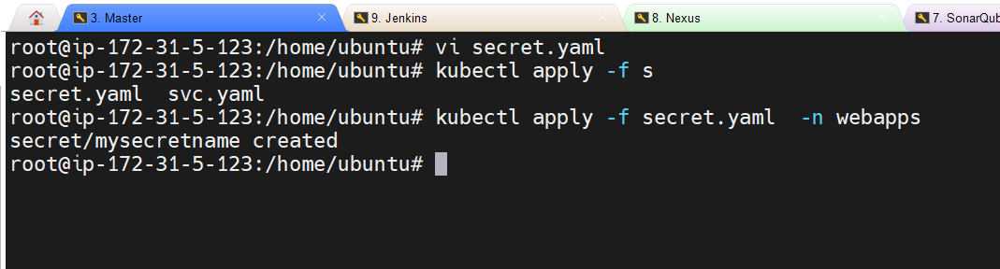 3. Master
9. Jenkins
8. Nexus
7. SonarQub
root@ip-172-31-5-123:/home/ubuntu# vi secret.yaml
root@ip-172-31-5-123:/home/ubuntu# kubectl apply -f s
secret.yaml  svc.yaml
root@ip-172-31-5-123:/home/ubuntu# kubectl apply -f secret.yaml  -n webapps
secret/mysecretname created
root@ip-172-31-5-123:/home/ubuntu#